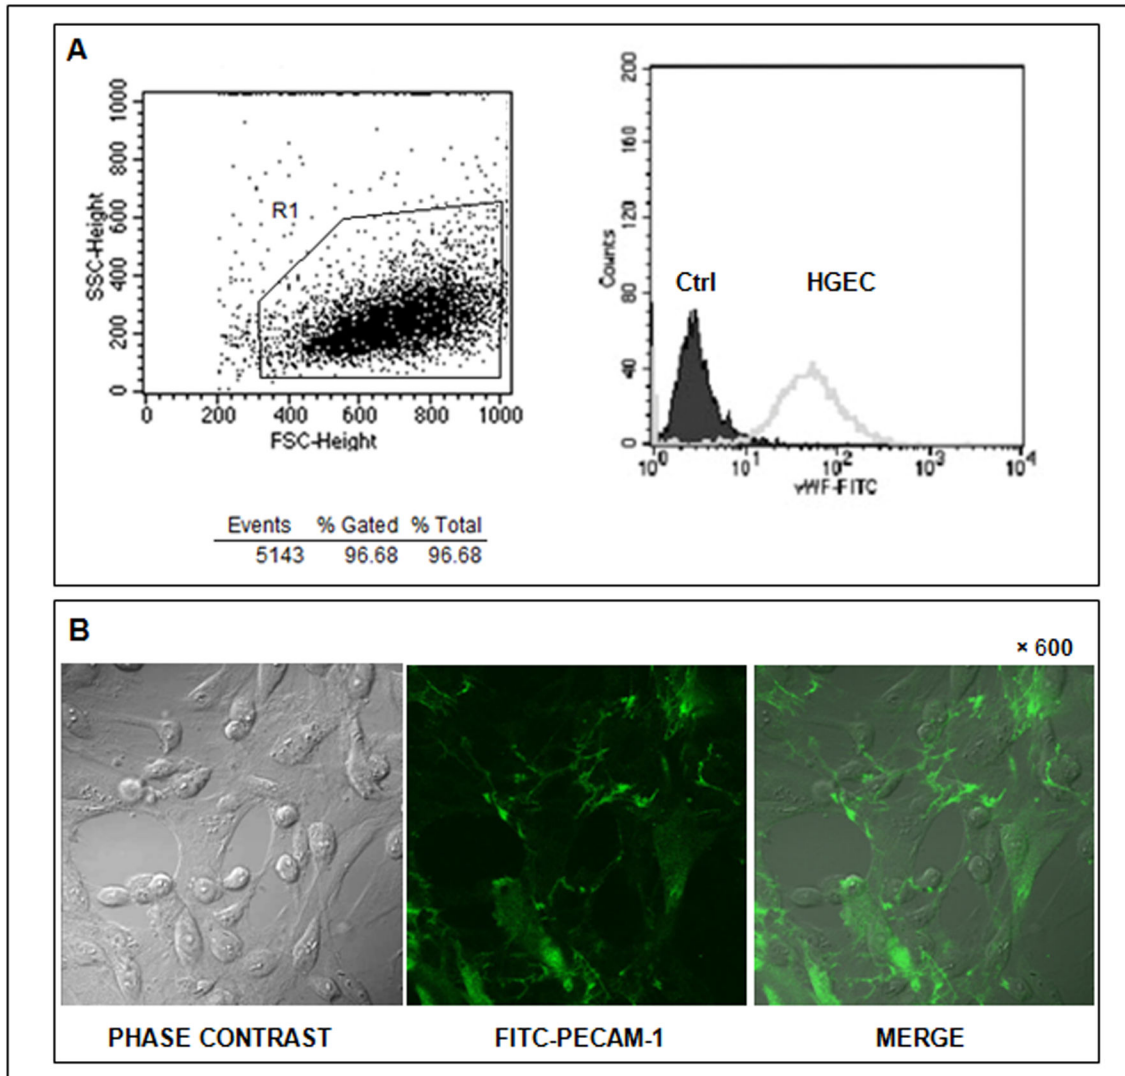 A
1000
800
600
400
200
0
SSC-Height
R1
0 200 400 600 800 1000
FSC-Height
Events % Gated % Total
5143 96.68 96.68
200
160
120
80
40
0
Counts
Ctrl HGEC
10^0 10^1 10^2 10^3 10^4
vWF-FITC
B
× 600
PHASE CONTRAST FITC-PECAM-1 MERGE